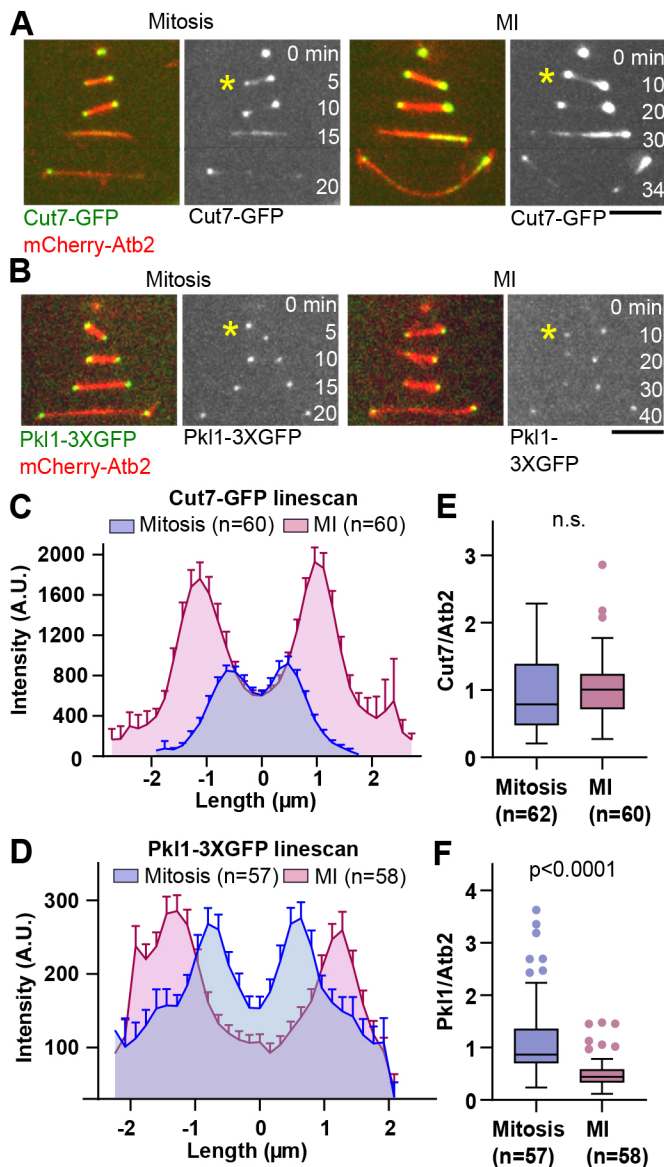 A
Mitosis
MI
0 min
5
10
15
20
0 min
10
20
30
34
*
*
Cut7-GFP
mCherry-Atb2
Cut7-GFP
Cut7-GFP
B
Mitosis
MI
0 min
5
10
15
20
0 min
10
20
30
40
*
*
Pkl1-3XGFP
mCherry-Atb2
Pkl1-3XGFP
Pkl1-
3XGFP
C
Cut7-GFP linescan
Mitosis (n=60) MI (n=60)
Intensity (A.U.)
2000
1600
1200
800
400
0
-2 -1 0 1 2
Length (µm)
E
n.s.
Cut7/Atb2
3
2
1
0
Mitosis MI
(n=62) (n=60)
D
Pkl1-3XGFP linescan
Mitosis (n=57) MI (n=58)
Intensity (A.U.)
300
200
100
-2 -1 0 1 2
Length (µm)
F
p<0.0001
Pkl1/Atb2
4
3
2
1
0
Mitosis MI
(n=57) (n=58)